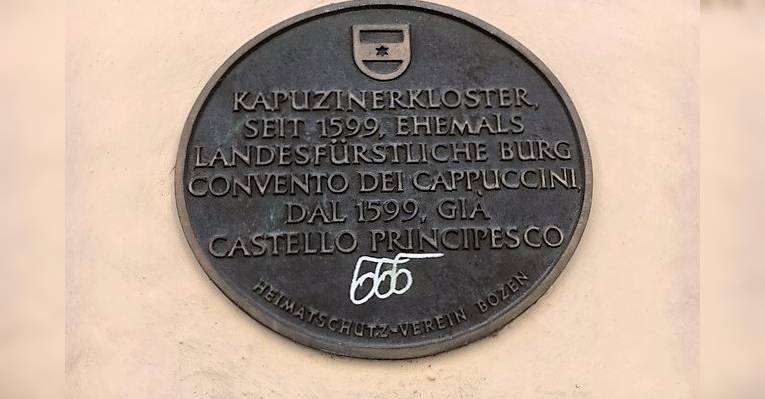 KAPUZINERKLOSTER,
SEIT 1599, EHEMALS
LANDESFÜRSTLICHE BURG
CONVENTO DEI CAPPUCCINI,
DAL 1599, GIÀ
CASTELLO PRINCIPESCO
HEIMATSCHUTZ-VEREIN BOZEN